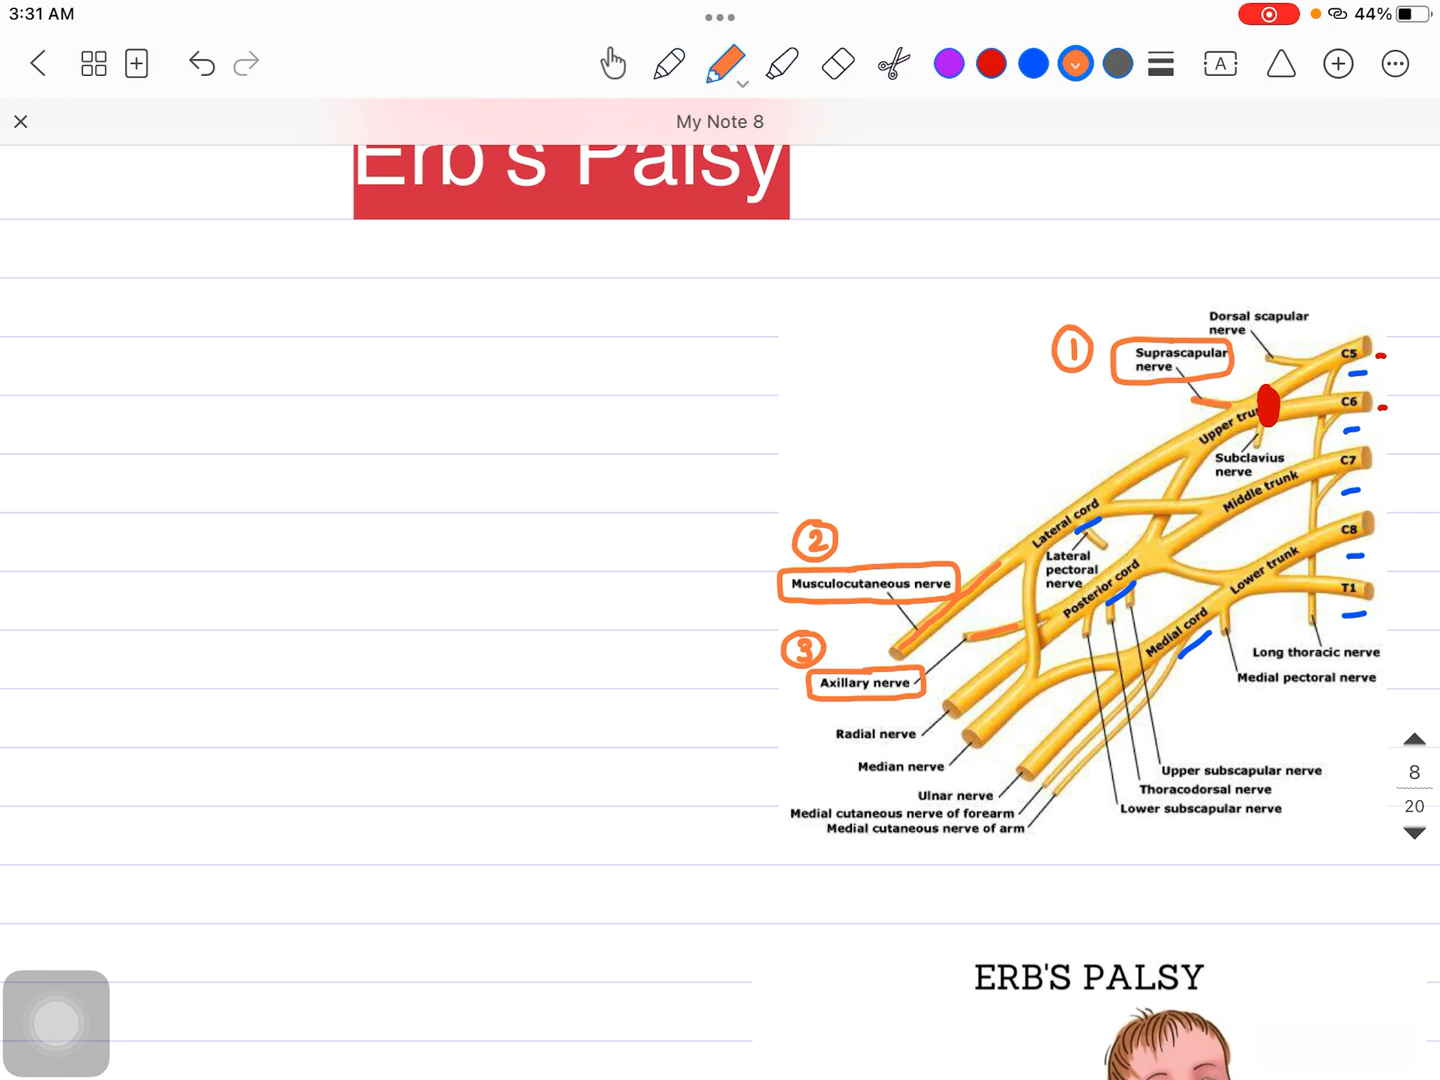 3:31 AM
44%
A
My Note 8
Erb's Palsy
Dorsal scapular
nerve
C5
1
Suprascapular
nerve
C6
Upper tru
Subclavius
nerve
C7
Middle trunk
Lateral cord
C8
2
Lateral
pectoral
nerve
Musculocutaneous nerve
Posterior cord
Lower trunk
T1
Medial cord
3
Long thoracic nerve
Axillary nerve
Medial pectoral nerve
Radial nerve
Median nerve
Upper subscapular nerve
8
Thoracodorsal nerve
Ulnar nerve
20
Lower subscapular nerve
Medial cutaneous nerve of forearm
Medial cutaneous nerve of arm
ERB'S PALSY